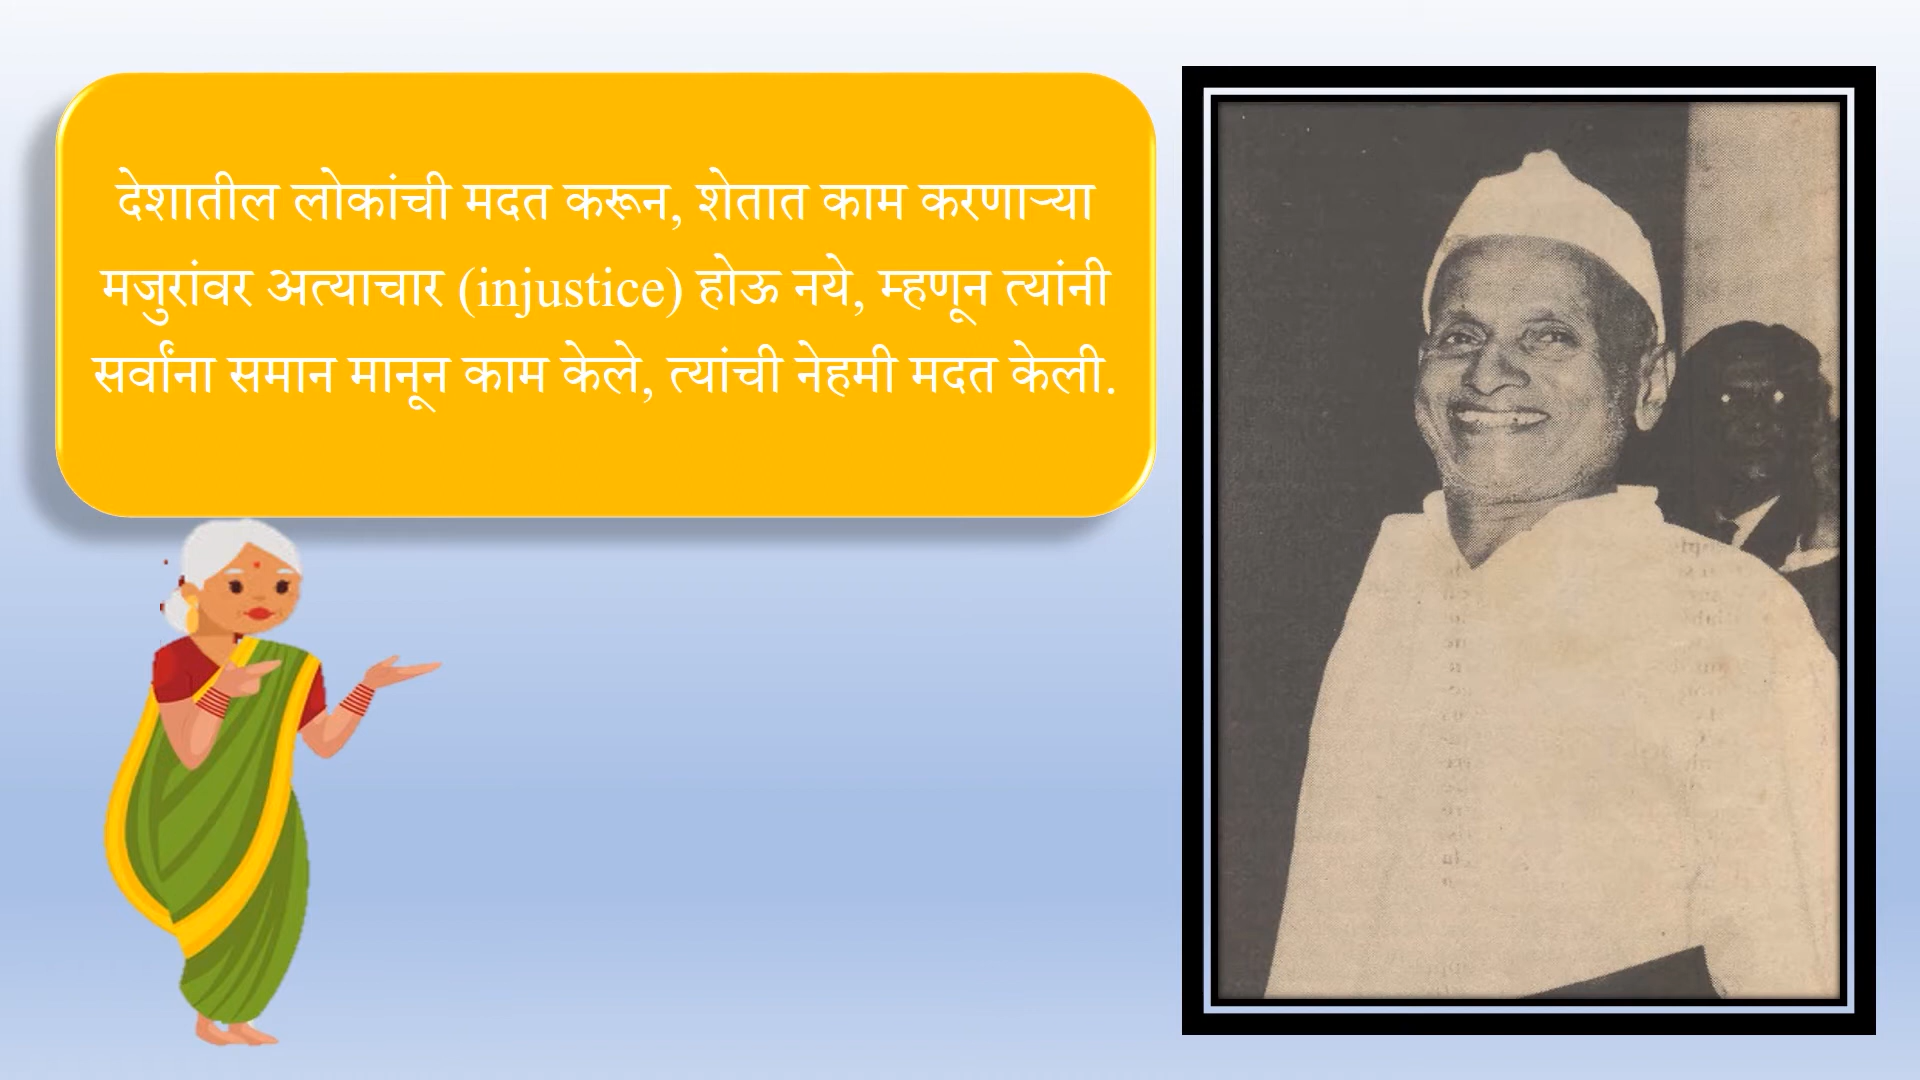 देशातील लोकांची मदत करून, शेतात काम करणाऱ्या
मजुरांवर अत्याचार (injustice) होऊ नये, म्हणून त्यांनी
सर्वांना समान मानून काम केले, त्यांची नेहमी मदत केली.